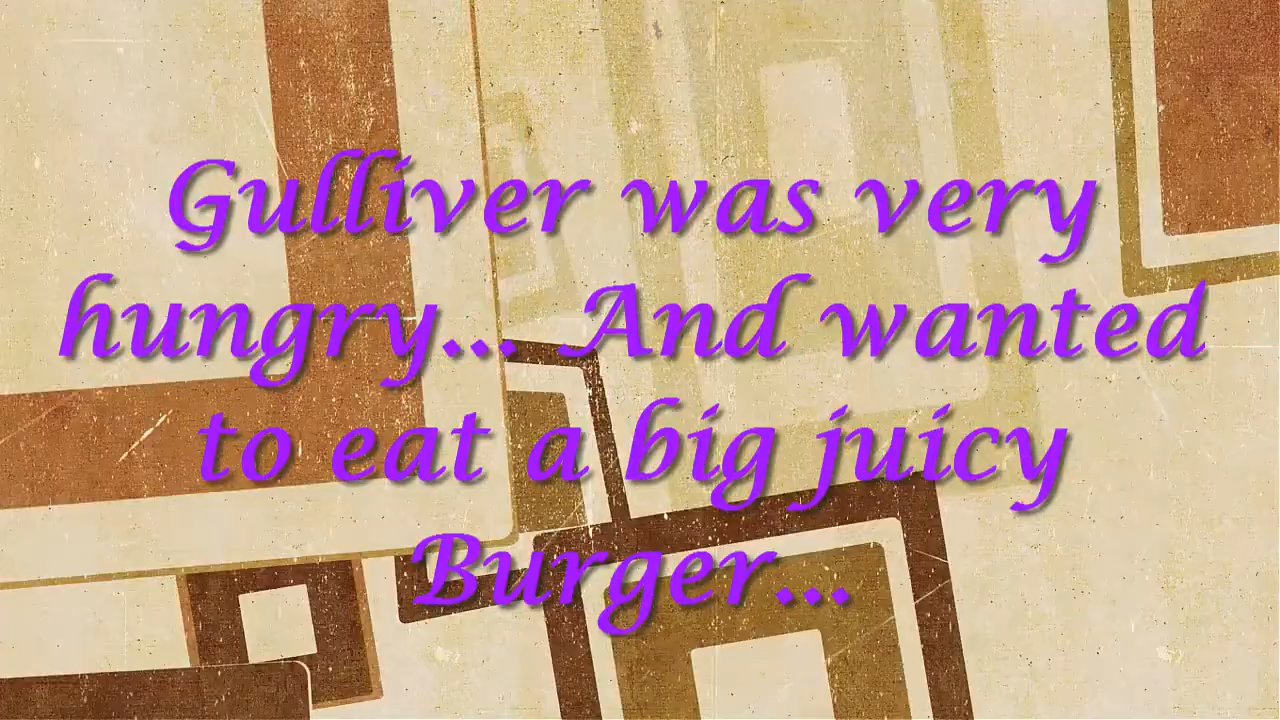 Gulliver was very
hungry... And wanted
to eat a big juicy
Burger...